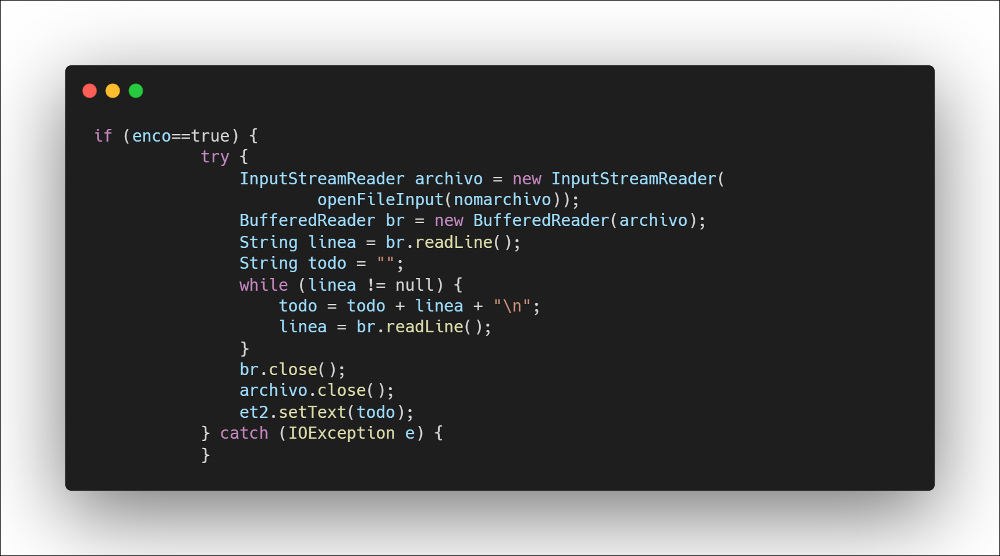 if (enco==true) {
try {
InputStreamReader archivo = new InputStreamReader(
openFileInput(nomarchivo));
BufferedReader br = new BufferedReader(archivo);
String linea = br.readLine();
String todo = "";
while (linea != null) {
todo = todo + linea + "\n";
linea = br.readLine();
}
br.close();
archivo.close();
et2.setText(todo);
} catch (IOException e) {
}